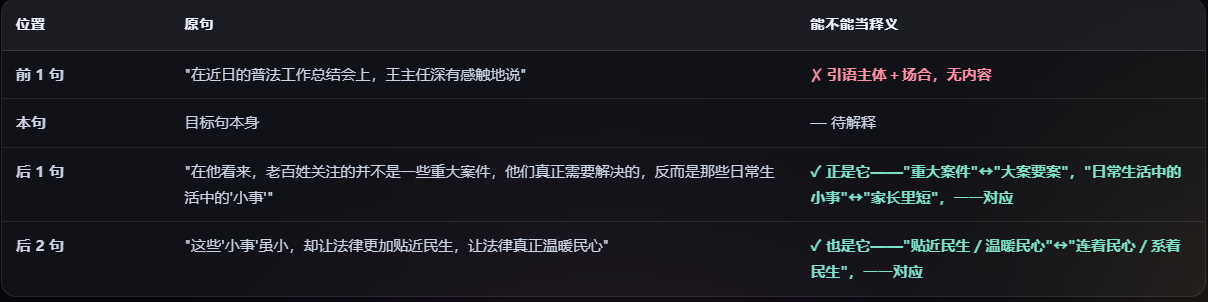 位置 原句 能不能当释义
前 1 句 "在近日的普法工作总结会上，王主任深有感触地说" ✗ 引语主体 + 场合，无内容
本句 目标句本身 — 待解释
后 1 句 "在他看来，老百姓关注的并不是一些重大案件，他们真正需要解决的，反而是那些日常生
活中的'小事'" ✓ 正是它——"重大案件"↔"大案要案"，"日常生活中的
小事"↔"家长里短"，一一对应
后 2 句 "这些'小事'虽小，却让法律更加贴近民生，让法律真正温暖民心" ✓ 也是它——"贴近民生 / 温暖民心"↔"连着民心 / 系着
民生"，一一对应